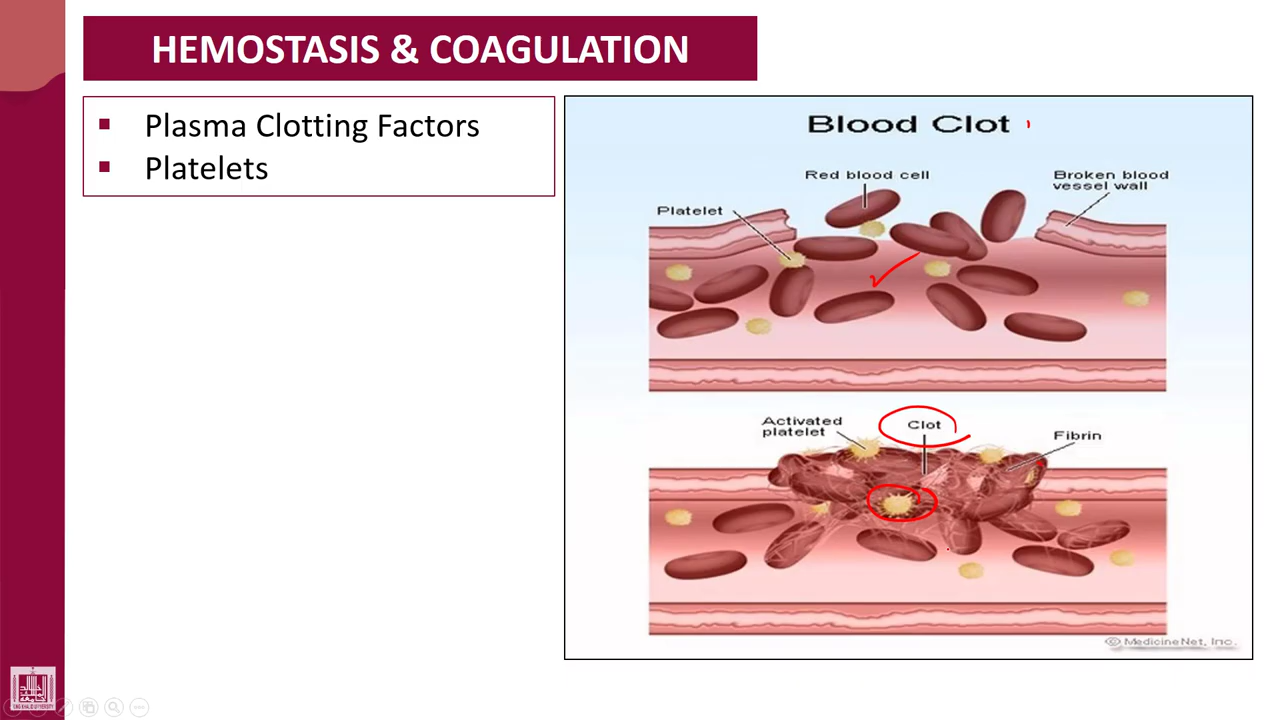 HEMOSTASIS & COAGULATION
Plasma Clotting Factors
Platelets
Blood Clot
Red blood cell
Broken blood
vessel wall
Platelet
Activated
platelet
Clot
Fibrin
© MedicineNet, Inc.